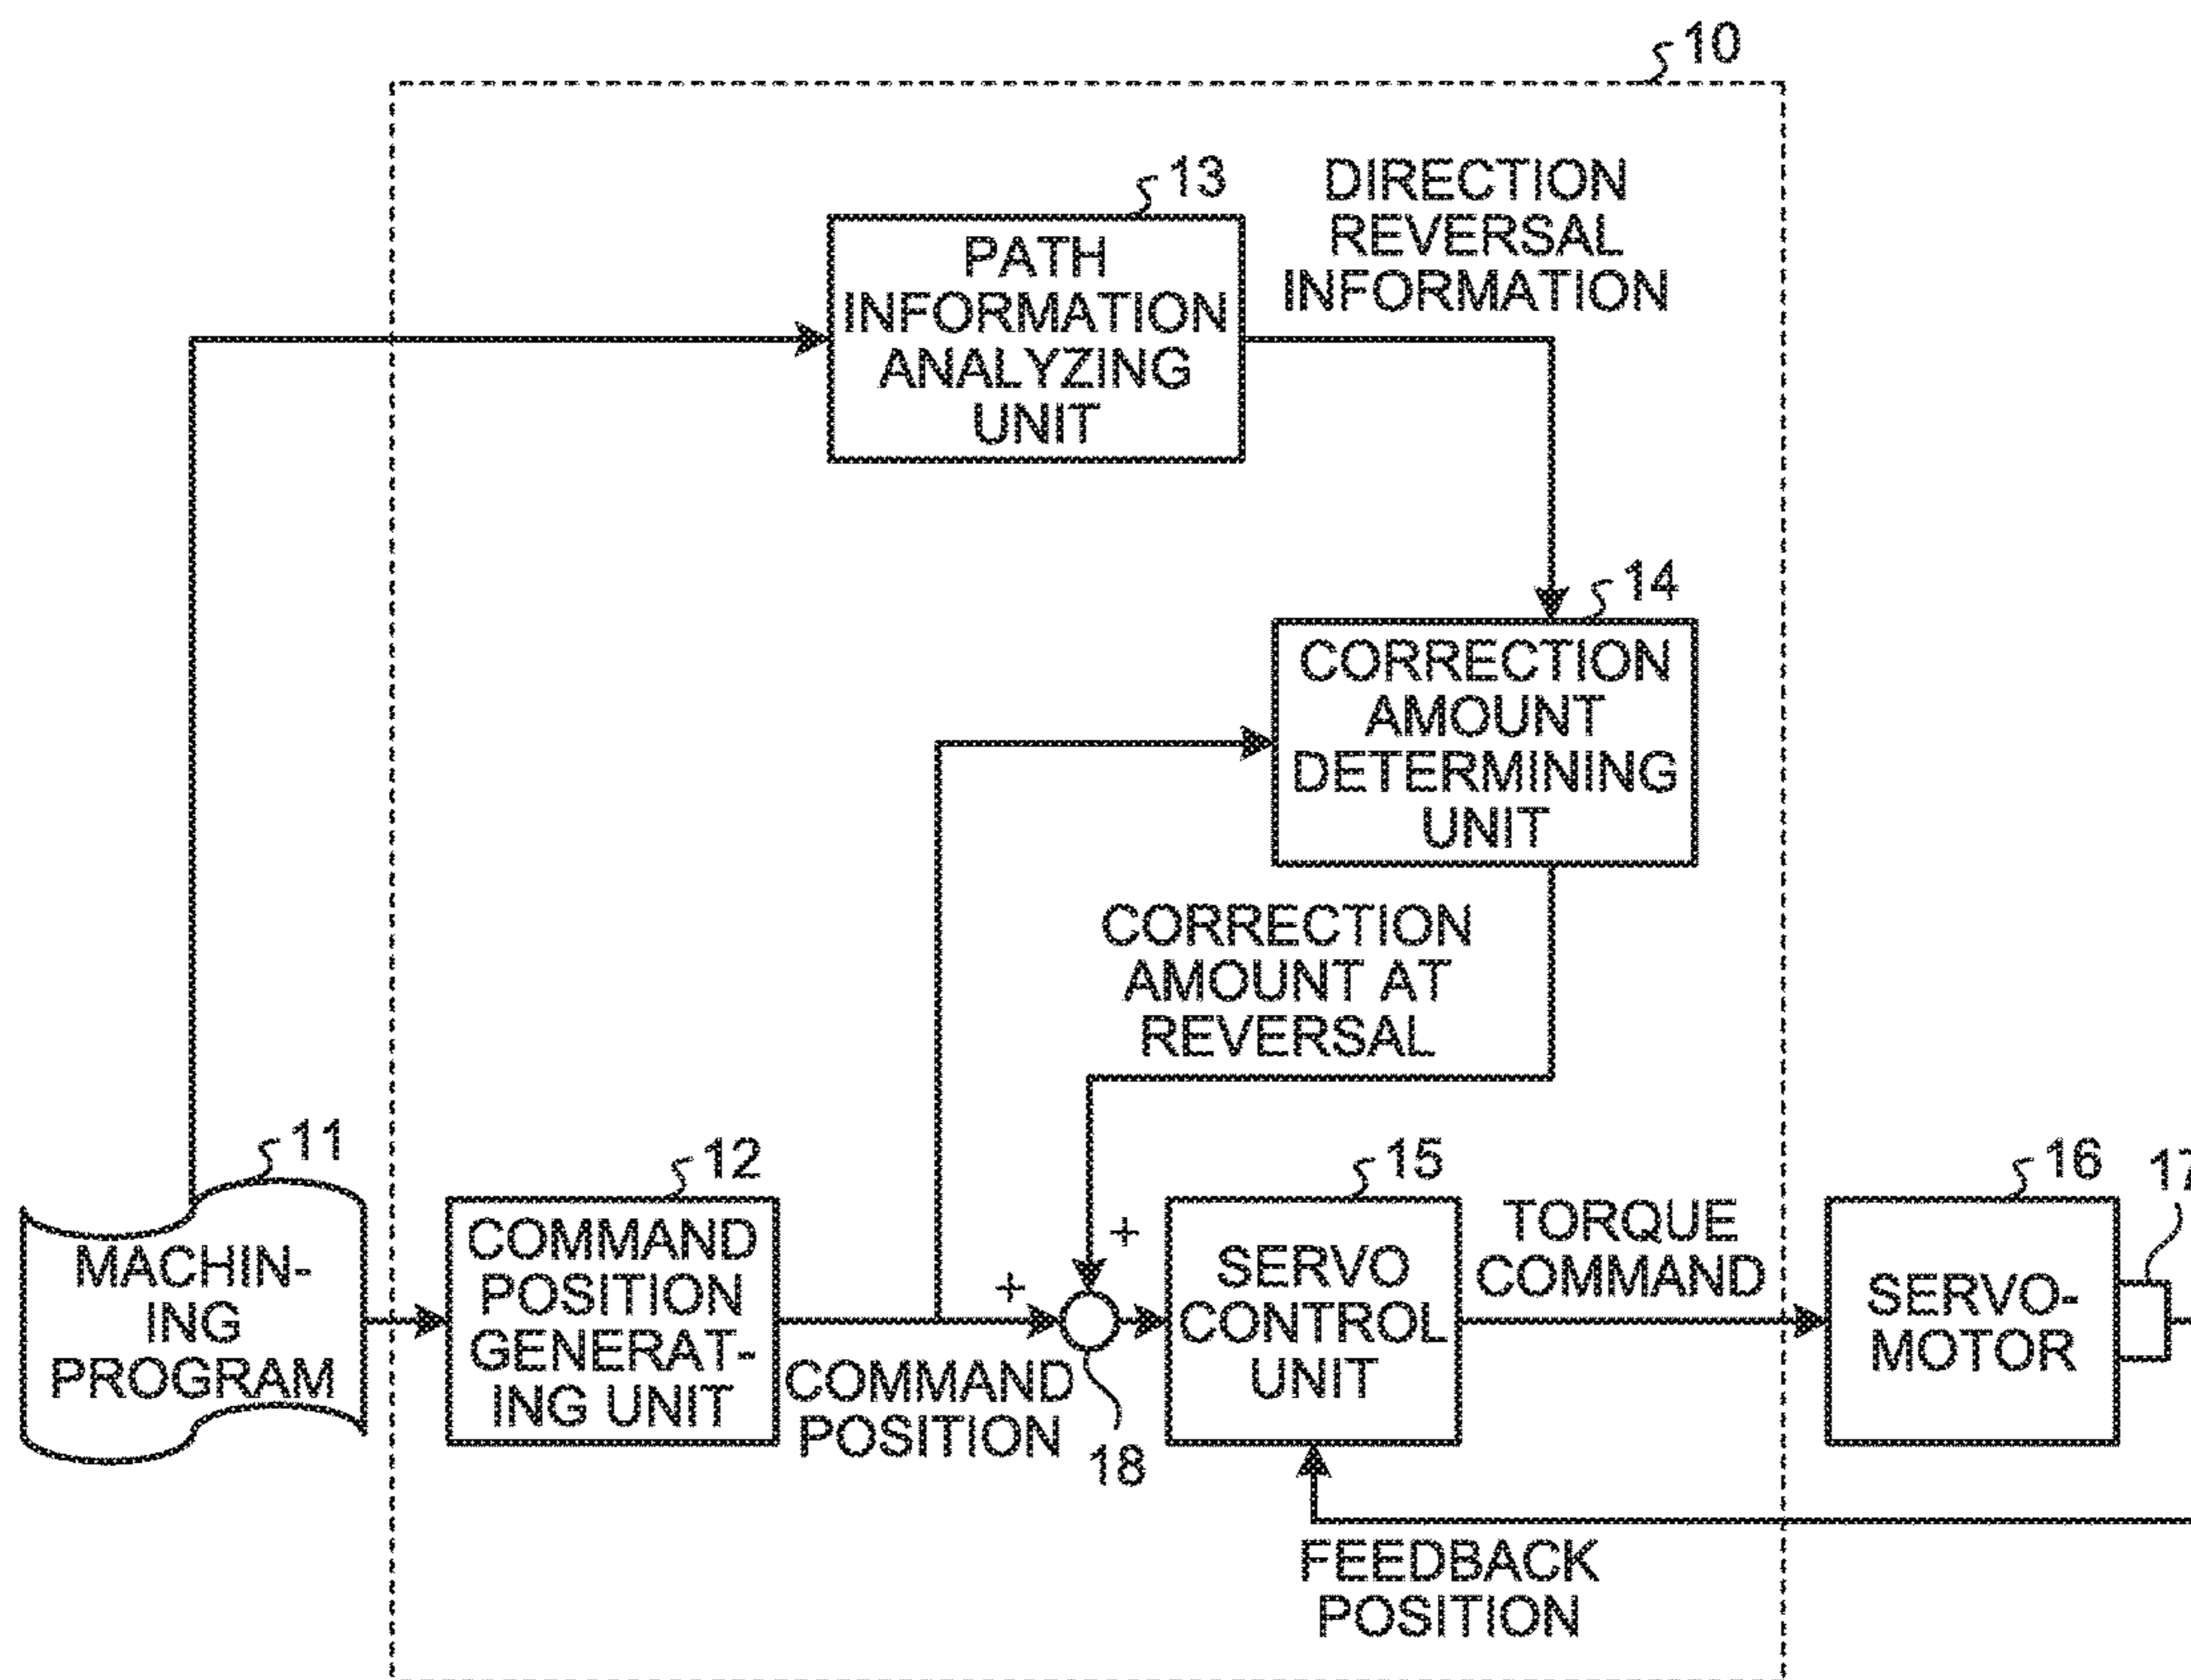 10
13
DIRECTION
REVERSAL
INFORMATION
PATH
INFORMATION
ANALYZING
UNIT
14
CORRECTION
AMOUNT
DETERMINING
UNIT
CORRECTION
AMOUNT AT
REVERSAL
11
MACHIN-
ING
PROGRAM
12
COMMAND
POSITION
GENERAT-
ING UNIT
COMMAND
POSITION
+
+
18
15
SERVO
CONTROL
UNIT
TORQUE
COMMAND
16
SERVO-
MOTOR
17
FEEDBACK
POSITION